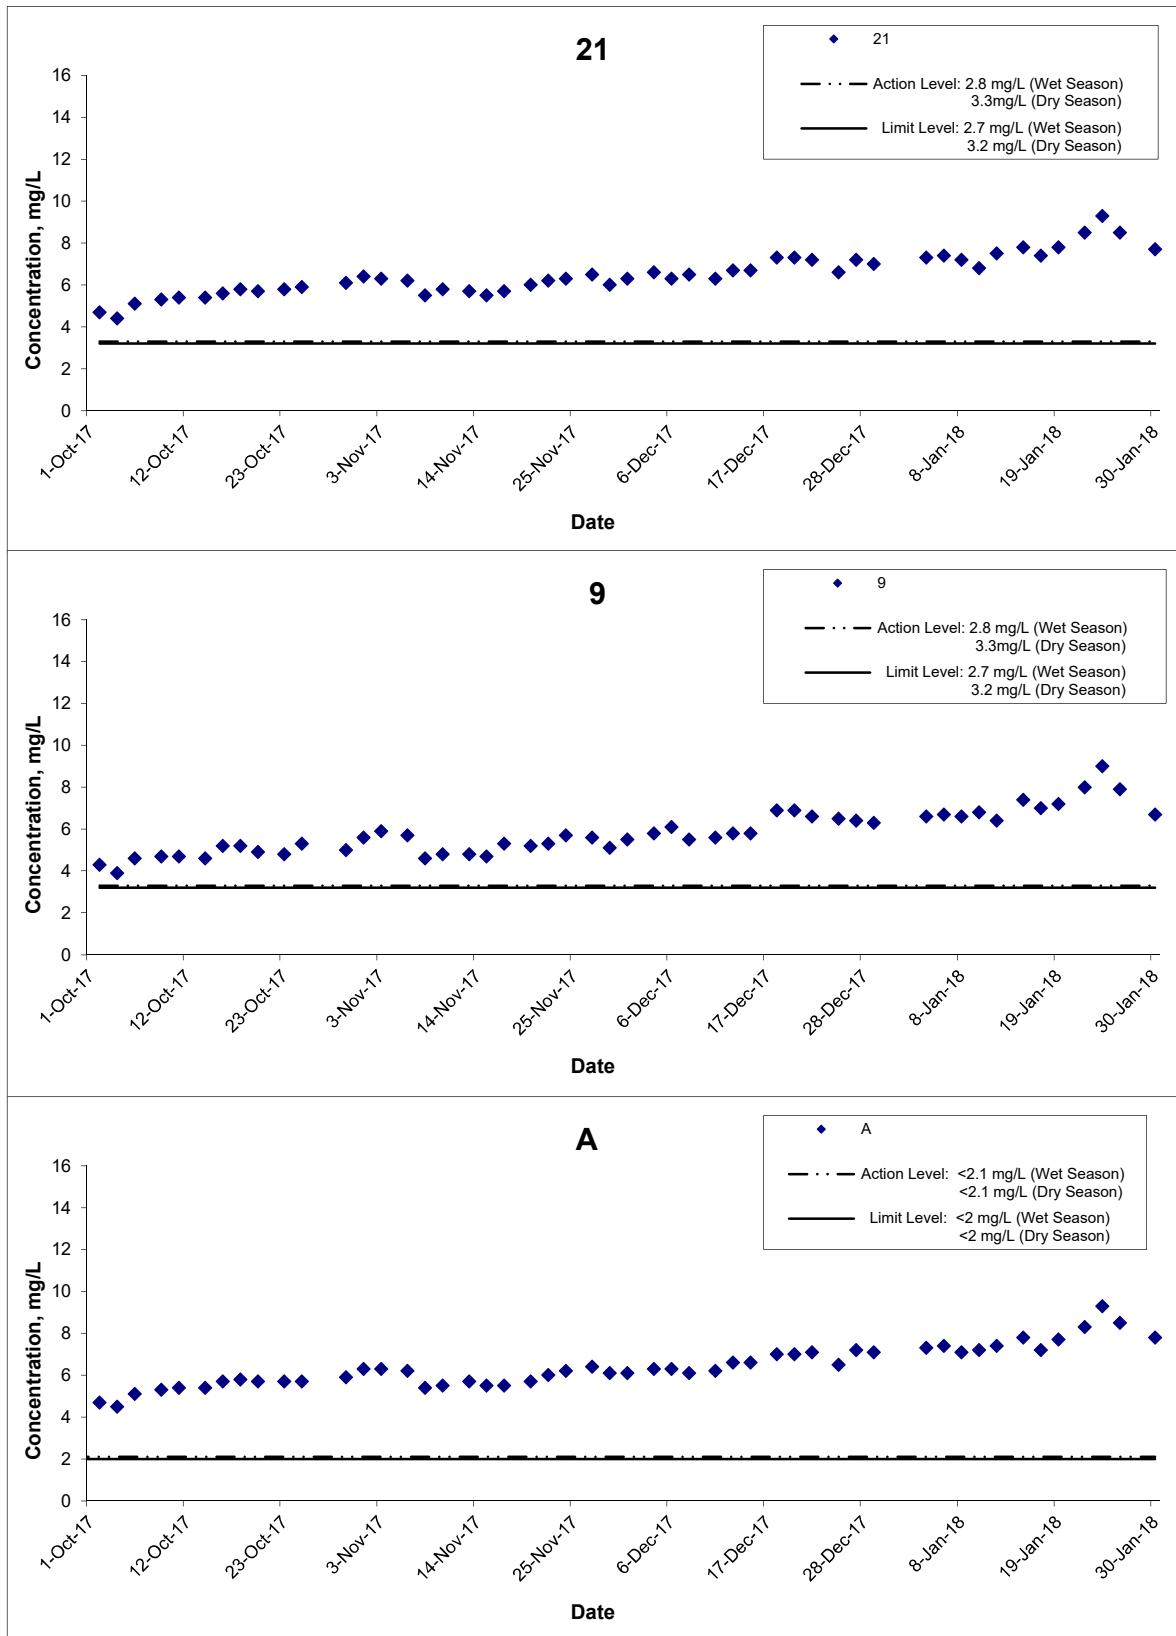 21
21
Action Level: 2.8 mg/L (Wet Season)
3.3mg/L (Dry Season)
Limit Level: 2.7 mg/L (Wet Season)
3.2 mg/L (Dry Season)
Concentration, mg/L
16
14
12
10
8
6
4
2
0
1-Oct-17
12-Oct-17
23-Oct-17
3-Nov-17
14-Nov-17
25-Nov-17
6-Dec-17
17-Dec-17
28-Dec-17
8-Jan-18
19-Jan-18
30-Jan-18
Date
9
9
Action Level: 2.8 mg/L (Wet Season)
3.3mg/L (Dry Season)
Limit Level: 2.7 mg/L (Wet Season)
3.2 mg/L (Dry Season)
Concentration, mg/L
16
14
12
10
8
6
4
2
0
1-Oct-17
12-Oct-17
23-Oct-17
3-Nov-17
14-Nov-17
25-Nov-17
6-Dec-17
17-Dec-17
28-Dec-17
8-Jan-18
19-Jan-18
30-Jan-18
Date
A
A
Action Level: <2.1 mg/L (Wet Season)
<2.1 mg/L (Dry Season)
Limit Level: <2 mg/L (Wet Season)
<2 mg/L (Dry Season)
Concentration, mg/L
16
14
12
10
8
6
4
2
0
1-Oct-17
12-Oct-17
23-Oct-17
3-Nov-17
14-Nov-17
25-Nov-17
6-Dec-17
17-Dec-17
28-Dec-17
8-Jan-18
19-Jan-18
30-Jan-18
Date